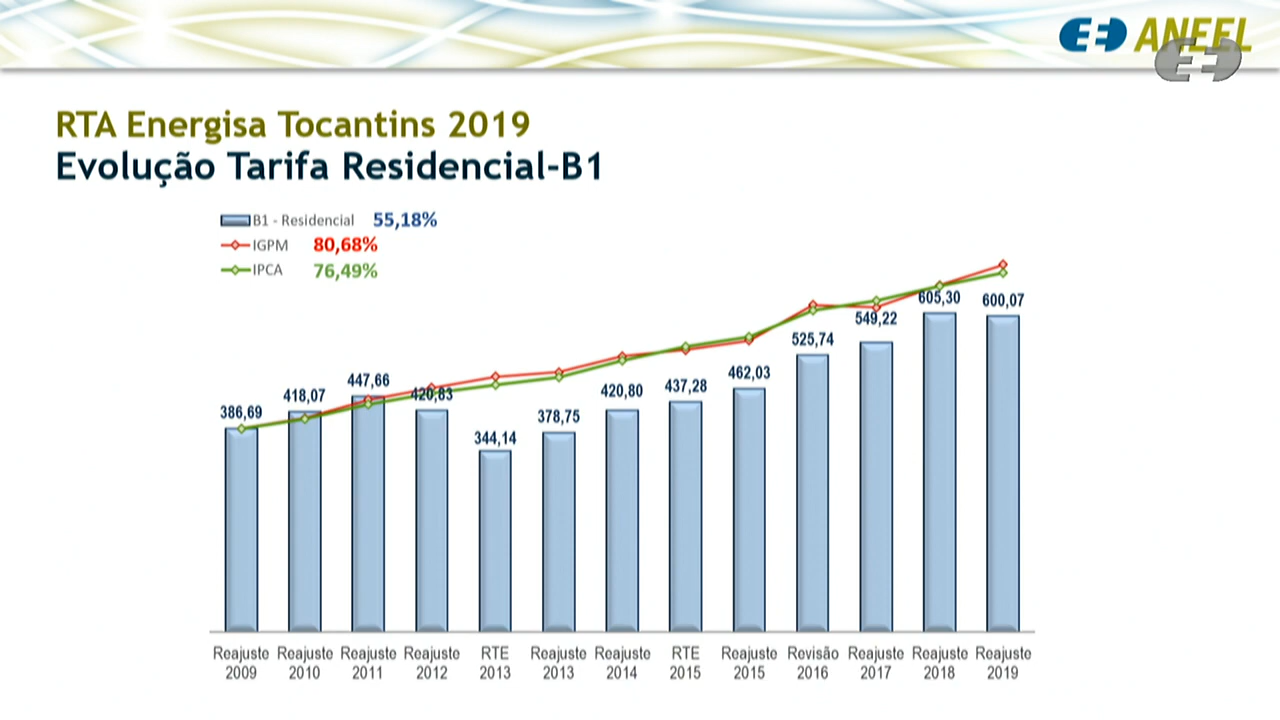 ANEEL
RTA Energisa Tocantins 2019
Evolução Tarifa Residencial-B1
B1 - Residencial 55,18%
IGPM 80,68%
IPCA 76,49%
386,69 418,07 447,66 420,83 344,14 378,75 420,80 437,28 462,03 525,74 549,22 605,30 600,07
Reajuste Reajuste Reajuste Reajuste RTE Reajuste Reajuste RTE Reajuste Revisão Reajuste Reajuste Reajuste
2009 2010 2011 2012 2013 2013 2014 2015 2015 2016 2017 2018 2019